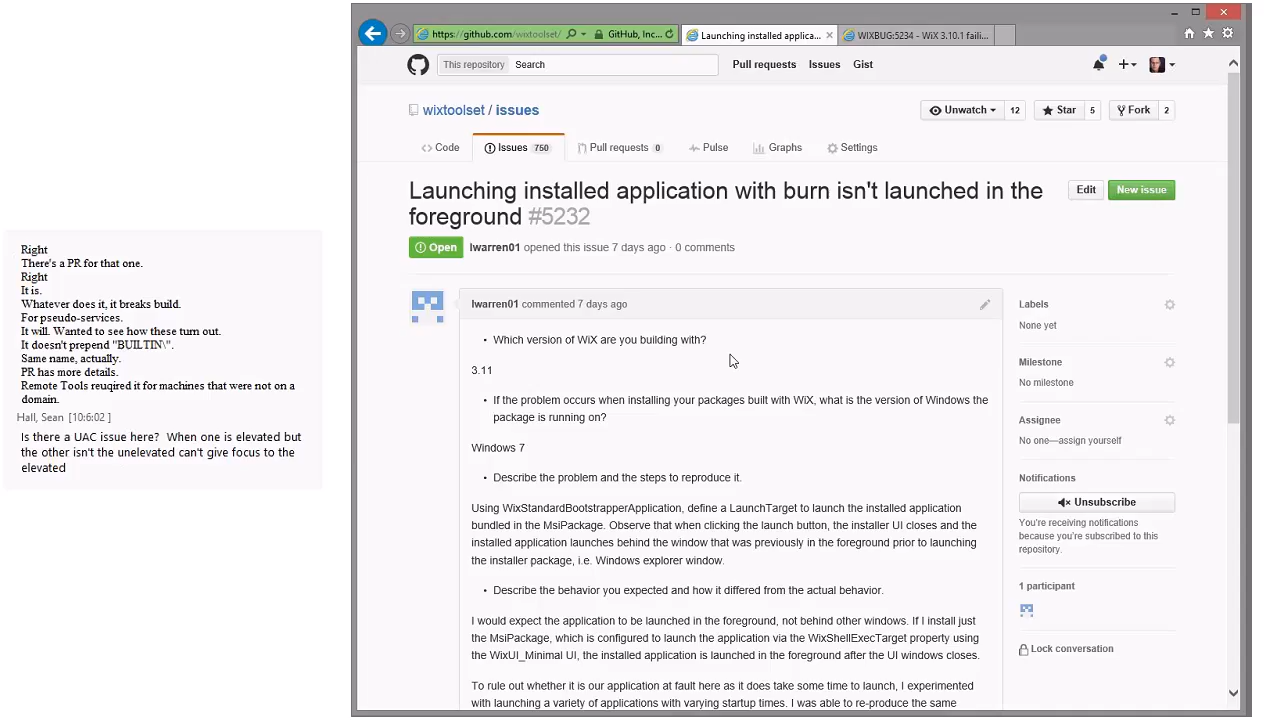 https://github.com/wixtoolset/
GitHub, Inc...
Launching installed applica...
WIXBUG:5234 - WiX 3.10.1 faili...
This repository
Search
Pull requests
Issues
Gist
wixtoolset / issues
Unwatch
12
Star
5
Fork
2
Code
Issues 750
Pull requests 0
Pulse
Graphs
Settings
Launching installed application with burn isn't launched in the
foreground #5232
Edit
New issue
Open
lwarren01 opened this issue 7 days ago · 0 comments
Right
There's a PR for that one.
Right
It is.
Whatever does it, it breaks build.
For pseudo-services.
It will. Wanted to see how these turn out.
It doesn't prepend "BUILTIN\".
Same name, actually.
PR has more details.
Remote Tools reuqired it for machines that were not on a
domain.
Hall, Sean [10:6:02 ]
Is there a UAC issue here?  When one is elevated but
the other isn't the unelevated can't give focus to the
elevated
lwarren01 commented 7 days ago
• Which version of WiX are you building with?
3.11
• If the problem occurs when installing your packages built with WiX, what is the version of Windows the
package is running on?
Windows 7
• Describe the problem and the steps to reproduce it.
Using WixStandardBootstrapperApplication, define a LaunchTarget to launch the installed application
bundled in the MsiPackage. Observe that when clicking the launch button, the installer UI closes and the
installed application launches behind the window that was previously in the foreground prior to launching
the installer package, i.e. Windows explorer window.
• Describe the behavior you expected and how it differed from the actual behavior.
I would expect the application to be launched in the foreground, not behind other windows. If I install just
the MsiPackage, which is configured to launch the application via the WixShellExecTarget property using
the WixUI_Minimal UI, the installed application is launched in the foreground after the UI windows closes.
To rule out whether it is our application at fault here as it does take some time to launch, I experimented
with launching a variety of applications with varying startup times. I was able to re-produce the same
Labels
None yet
Milestone
No milestone
Assignee
No one—assign yourself
Notifications
Unsubscribe
You're receiving notifications
because you're subscribed to this
repository.
1 participant
Lock conversation